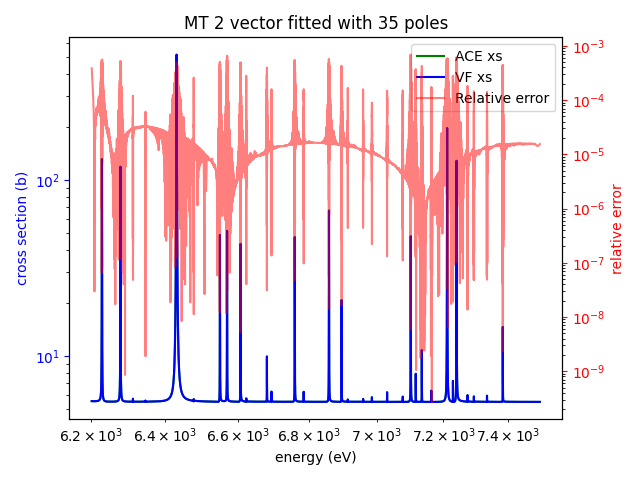 MT 2 vector fitted with 35 poles
ACE xs
VF xs
Relative error
cross section (b)
10²
10¹
relative error
10⁻³
10⁻⁴
10⁻⁵
10⁻⁶
10⁻⁷
10⁻⁸
10⁻⁹
6.2 × 10³ 6.4 × 10³ 6.6 × 10³ 6.8 × 10³ 7 × 10³ 7.2 × 10³ 7.4 × 10³
energy (eV)